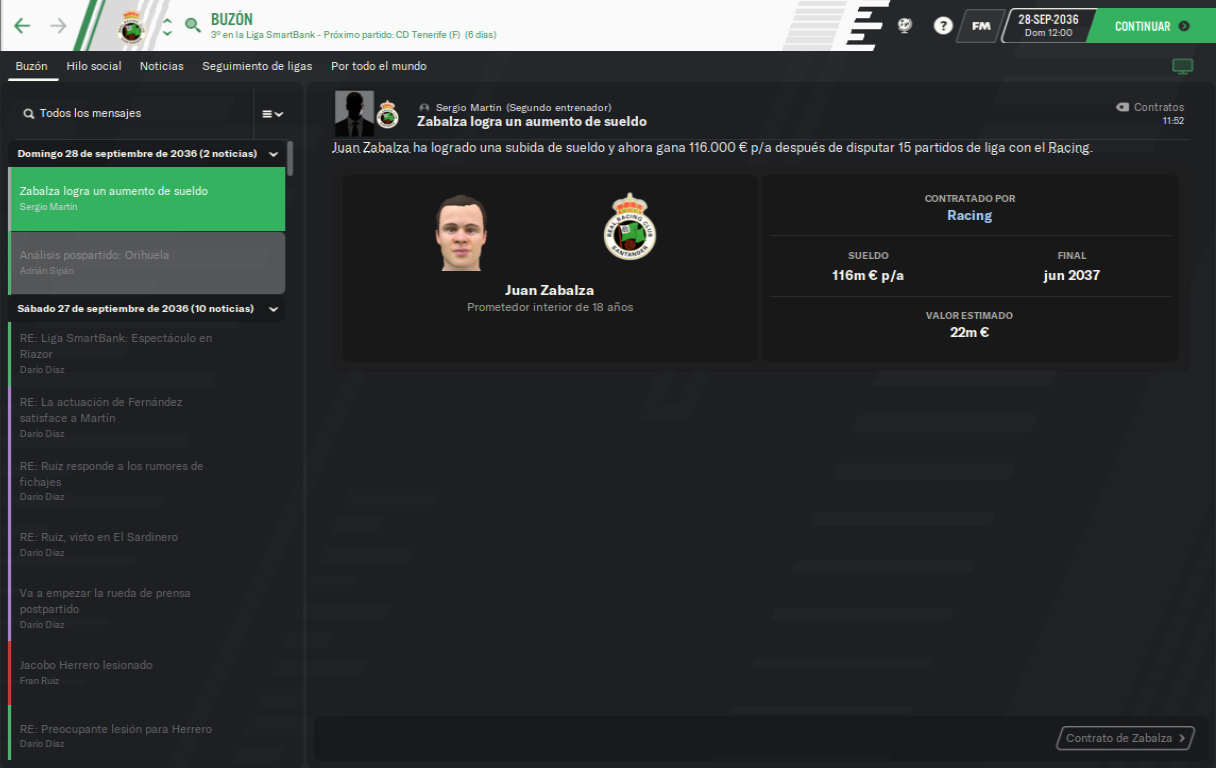 BUZÓN
3º en la Liga SmartBank - Próximo partido: CD Tenerife (F) (6 días)
?
FM
28-SEP-2036
Dom 12:00
CONTINUAR
Buzón Hilo social Noticias Seguimiento de ligas Por todo el mundo
Todos los mensajes
Domingo 28 de septiembre de 2036 (2 noticias)
Zabalza logra un aumento de sueldo
Sergio Martín
Análisis pospartido: Orihuela
Adrián Sipán
Sábado 27 de septiembre de 2036 (10 noticias)
RE: Liga SmartBank: Espectáculo en
Riazor
Darío Díaz
RE: La actuación de Fernández
satisface a Martín
Darío Díaz
RE: Ruiz responde a los rumores de
fichajes
Darío Díaz
RE: Ruiz, visto en El Sardinero
Darío Díaz
Va a empezar la rueda de prensa
postpartido
Darío Díaz
Jacobo Herrero lesionado
Fran Ruiz
RE: Preocupante lesión para Herrero
Darío Díaz
Sergio Martín (Segundo entrenador)
Zabalza logra un aumento de sueldo
Contratos
11:52
Juan Zabalza ha logrado una subida de sueldo y ahora gana 116.000 € p/a después de disputar 15 partidos de liga con el Racing.
REAL RACING CLUB
SANTANDER
Juan Zabalza
Prometedor interior de 18 años
CONTRATADO POR
Racing
SUELDO FINAL
116m € p/a jun 2037
VALOR ESTIMADO
22m €
Contrato de Zabalza